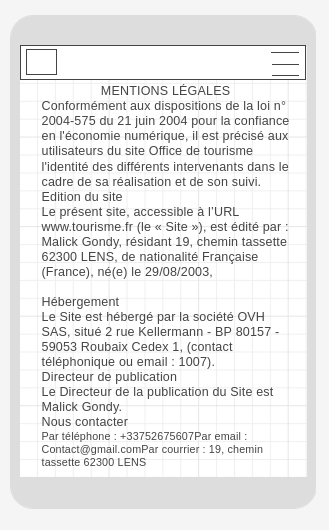 MENTIONS LÉGALES
Conformément aux dispositions de la loi n°
2004-575 du 21 juin 2004 pour la confiance
en l'économie numérique, il est précisé aux
utilisateurs du site Office de tourisme
l'identité des différents intervenants dans le
cadre de sa réalisation et de son suivi.
Edition du site
Le présent site, accessible à l'URL
www.tourisme.fr (le « Site »), est édité par :
Malick Gondy, résidant 19, chemin tassette
62300 LENS, de nationalité Française
(France), né(e) le 29/08/2003,
Hébergement
Le Site est hébergé par la société OVH
SAS, situé 2 rue Kellermann - BP 80157 -
59053 Roubaix Cedex 1, (contact
téléphonique ou email : 1007).
Directeur de publication
Le Directeur de la publication du Site est
Malick Gondy.
Nous contacter
Par téléphone : +33752675607Par email :
Contact@gmail.comPar courrier : 19, chemin
tassette 62300 LENS